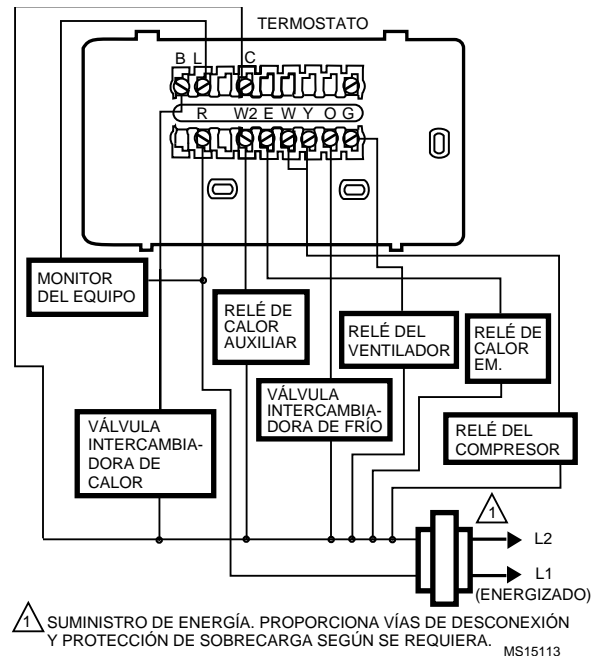 TERMOSTATO
B L C
R W2 E W Y O G
MONITOR
DEL EQUIPO
RELÉ DE
CALOR
AUXILIAR
RELÉ DEL
VENTILADOR
RELÉ DE
CALOR
EM.
VÁLVULA
INTERCAMBIA-
DORA DE FRÍO
VÁLVULA
INTERCAMBIA-
DORA DE
CALOR
RELÉ DEL
COMPRESOR
1
L2
L1
(ENERGIZADO)
1 SUMINISTRO DE ENERGÍA. PROPORCIONA VÍAS DE DESCONEXIÓN
Y PROTECCIÓN DE SOBRECARGA SEGÚN SE REQUIERA.
MS15113